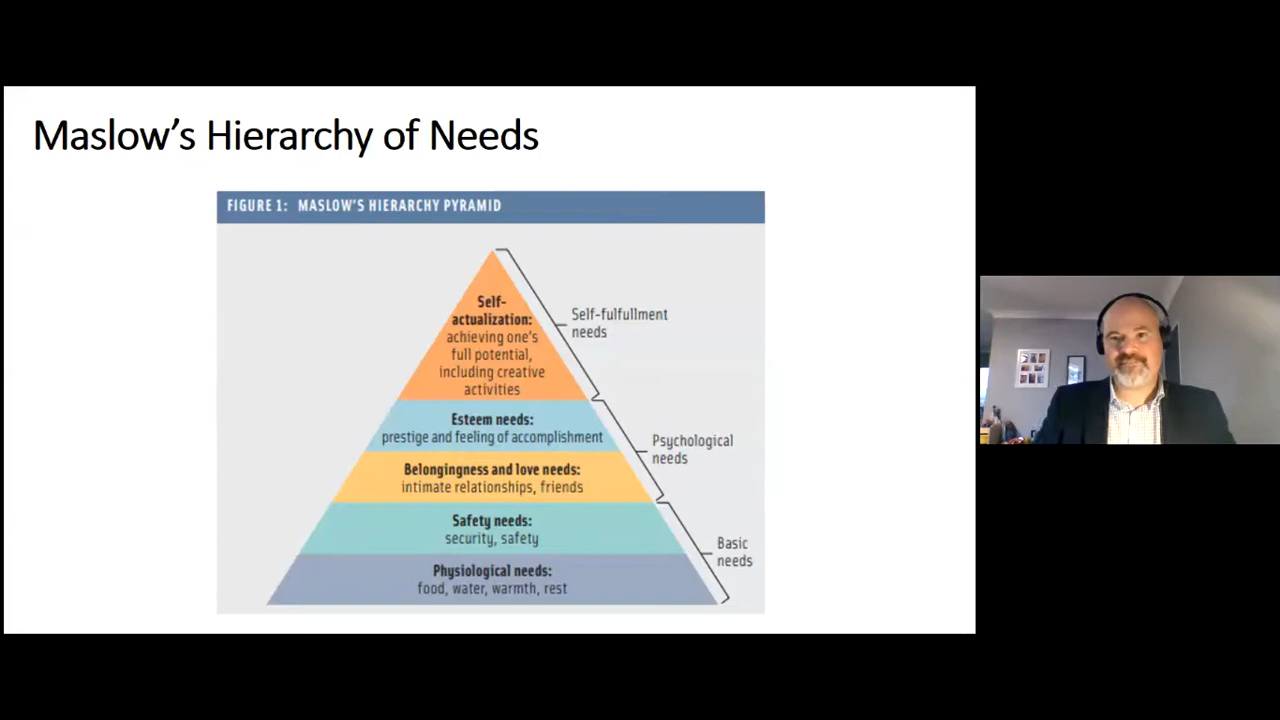 Maslow's Hierarchy of Needs
FIGURE 1: MASLOW'S HIERARCHY PYRAMID
Self-
actualization:
achieving one's
full potential,
including creative
activities
Self-fulfullment
needs
Esteem needs:
prestige and feeling of accomplishment
Psychological
needs
Belongingness and love needs:
intimate relationships, friends
Safety needs:
security, safety
Basic
needs
Physiological needs:
food, water, warmth, rest